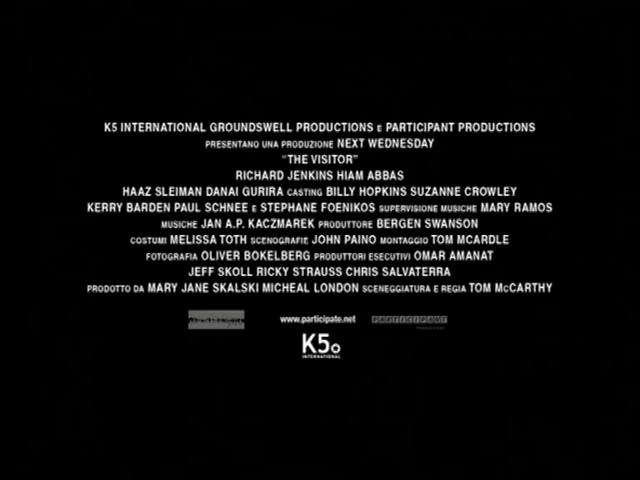 K5 INTERNATIONAL GROUNDSWELL PRODUCTIONS E PARTICIPANT PRODUCTIONS
PRESENTANO UNA PRODUZIONE NEXT WEDNESDAY
“THE VISITOR”
RICHARD JENKINS HIAM ABBAS
HAAZ SLEIMAN DANAI GURIRA CASTING BILLY HOPKINS SUZANNE CROWLEY
KERRY BARDEN PAUL SCHNEE E STEPHANE FOENIKOS SUPERVISIONE MUSICHE MARY RAMOS
MUSICHE JAN A.P. KACZMAREK PRODUTTORE BERGEN SWANSON
COSTUMI MELISSA TOTH SCENOGRAFIE JOHN PAINO MONTAGGIO TOM MCARDLE
FOTOGRAFIA OLIVER BOKELBERG PRODUTTORI ESECUTIVI OMAR AMANAT
JEFF SKOLL RICKY STRAUSS CHRIS SALVATERRA
PRODOTTO DA MARY JANE SKALSKI MICHEAL LONDON SCENEGGIATURA E REGIA TOM McCARTHY
www.participate.net PARTICIPANT
PRODUCTIONS
K5
INTERNATIONAL